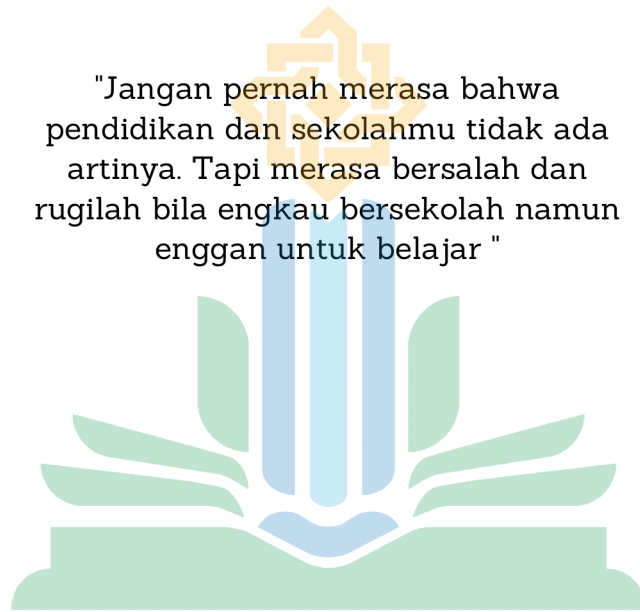 "Jangan pernah merasa bahwa
pendidikan dan sekolahmu tidak ada
artinya. Tapi merasa bersalah dan
rugilah bila engkau bersekolah namun
enggan untuk belajar "